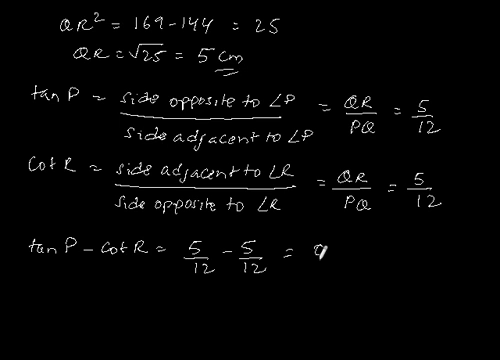 QR² = 169 - 144 = 25
QR = √25 = 5 cm
tan P = side opposite to ∠P / side adjacent to ∠P = QR / PQ = 5 / 12
cot R = side adjacent to ∠R / side opposite to ∠R = QR / PQ = 5 / 12
tan P - cot R = 5 / 12 - 5 / 12 =